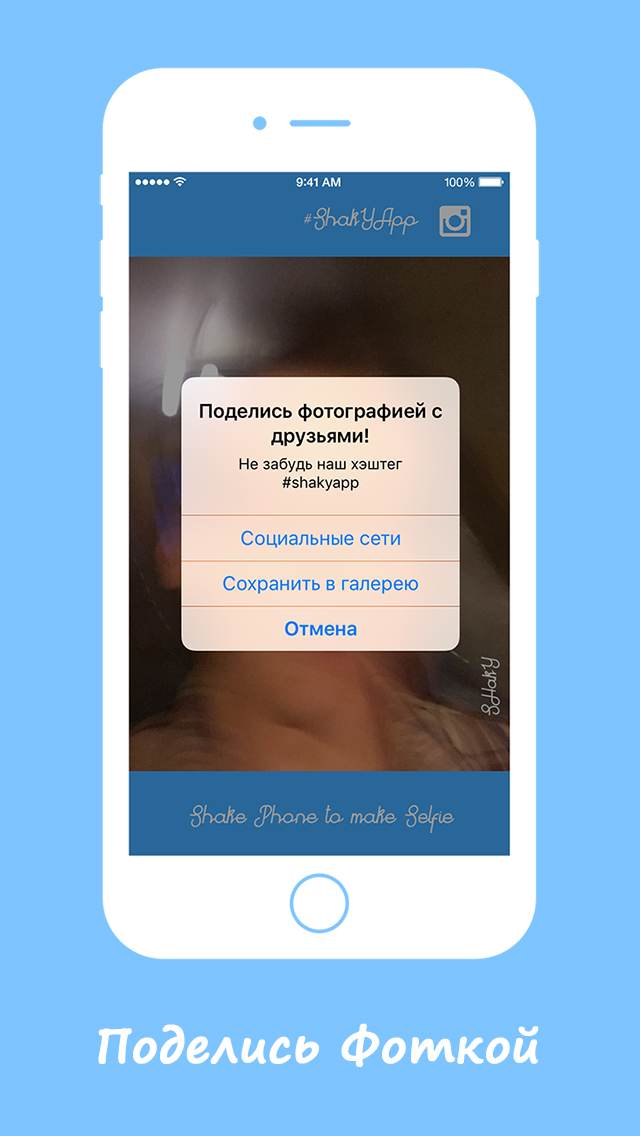 9:41 AM 100%
#ShakYApp
Поделись фотографией с
друзьями!
Не забудь наш хэштег
#shakyapp
Социальные сети
Сохранить в галерею
Отмена
SHakY
Shake Phone to make Selfie
Поделись Фоткой